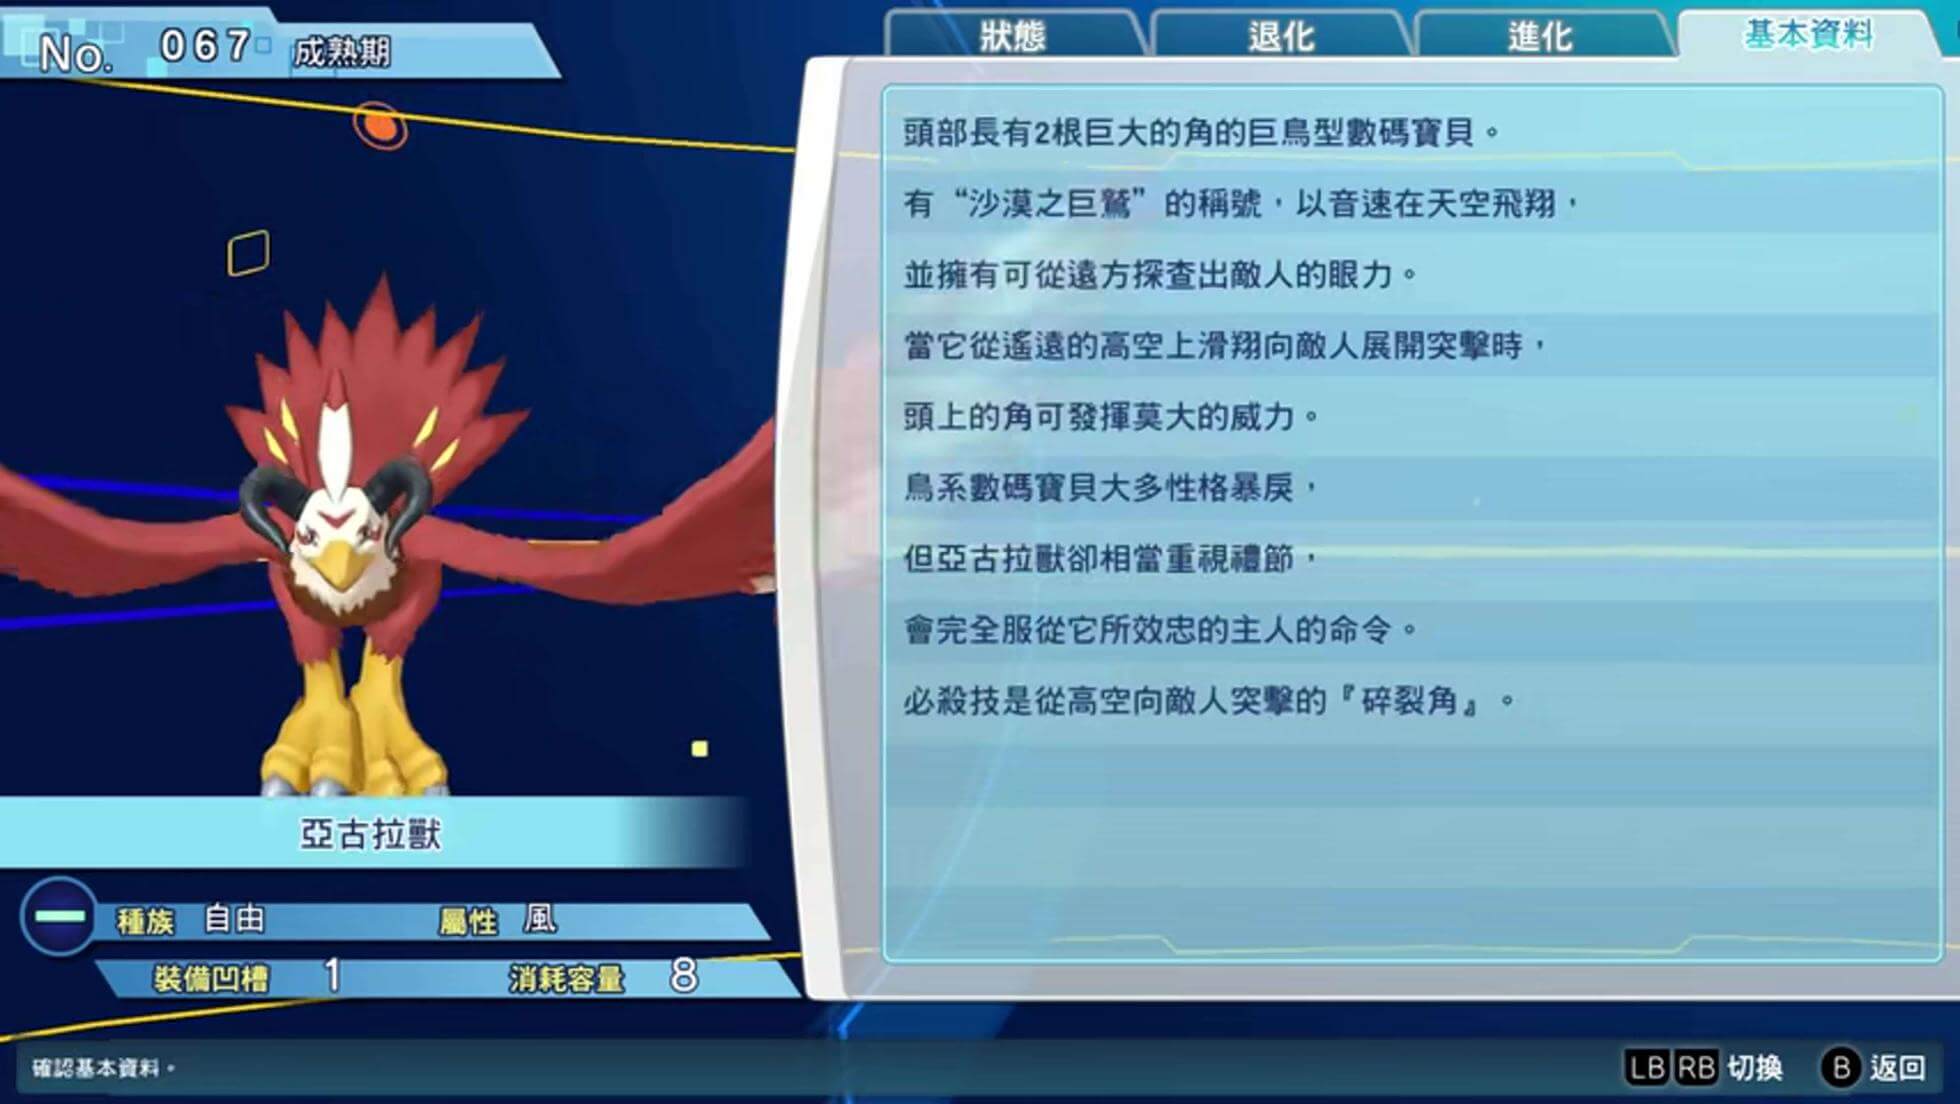 No. 067 成熟期
狀態 退化 進化 基本資料
頭部長有2根巨大的角的巨鳥型數碼寶貝。
有“沙漠之巨鷲”的稱號，以音速在天空飛翔，
並擁有可從遠方探查出敵人的眼力。
當它從遙遠的高空上滑翔向敵人展開突擊時，
頭上的角可發揮莫大的威力。
鳥系數碼寶貝大多性格暴戾，
但亞古拉獸卻相當重視禮節，
會完全服從它所效忠的主人的命令。
必殺技是從高空向敵人突擊的『碎裂角』。
亞古拉獸
種族 自由 屬性 風
裝備凹槽 1 消耗容量 8
確認基本資料。
LB RB 切換 B 返回